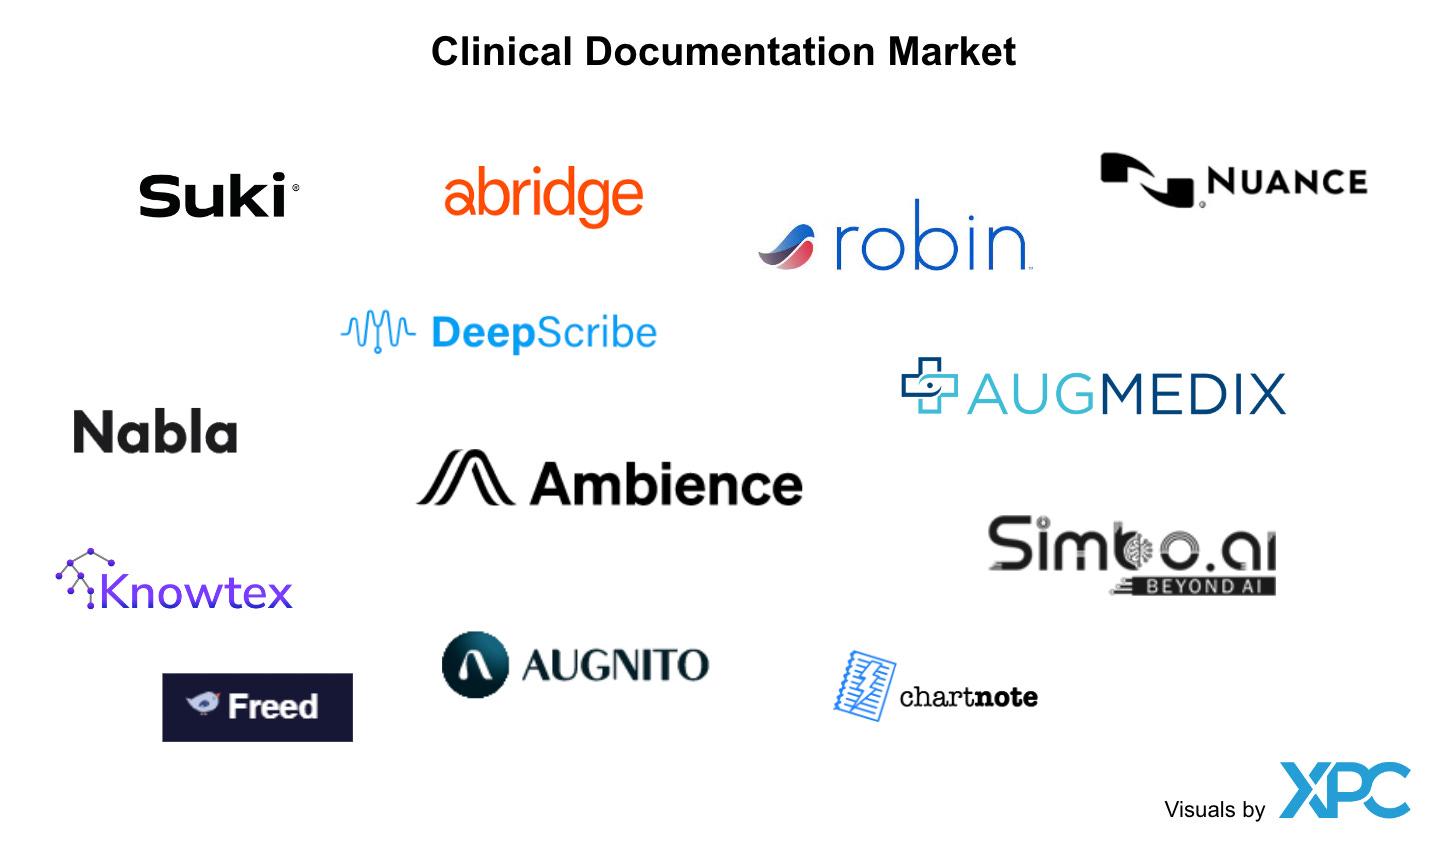 Clinical Documentation Market
Suki®
abridge
NUANCE®
robin™
DeepScribe
AUGMEDIX
Nabla
Ambience
Simbo.ai
BEYOND AI
Knowtex
AUGNITO
chartnote
Freed
Visuals by XPC